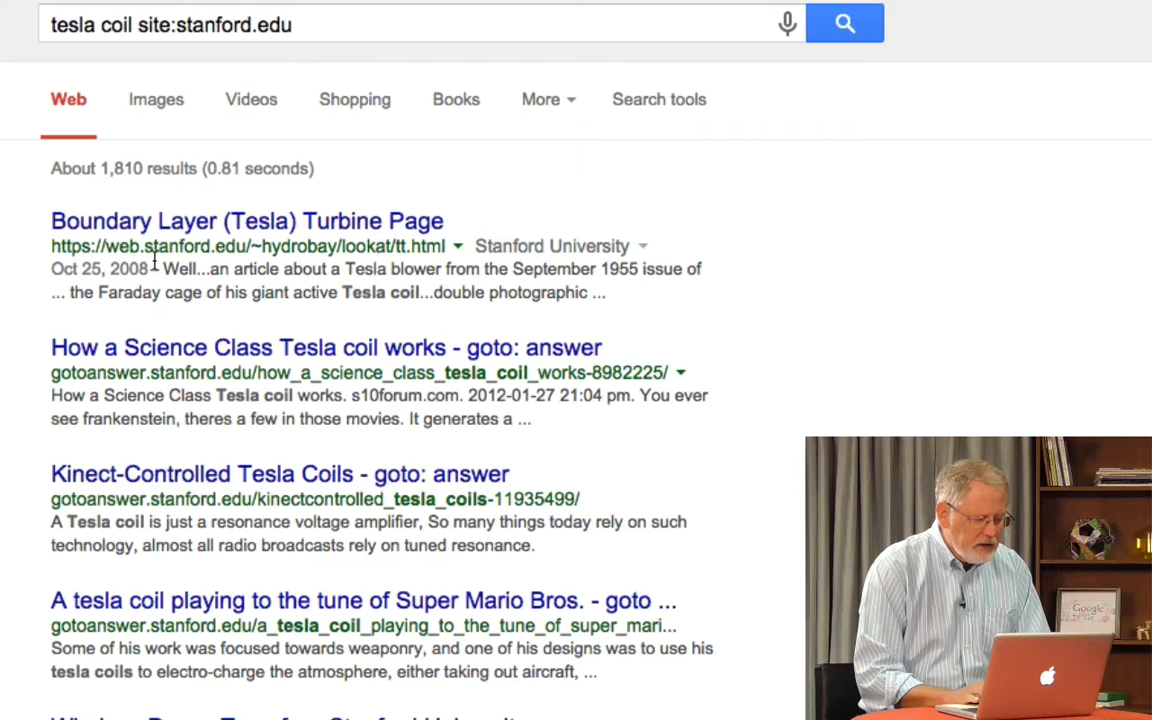 tesla coil site:stanford.edu
Web Images Videos Shopping Books More Search tools
About 1,810 results (0.81 seconds)
Boundary Layer (Tesla) Turbine Page
https://web.stanford.edu/~hydrobay/lookat/tt.html Stanford University
Oct 25, 2008 - Well...an article about a Tesla blower from the September 1955 issue of
... the Faraday cage of his giant active Tesla coil...double photographic ...
How a Science Class Tesla coil works - goto: answer
gotoanswer.stanford.edu/how_a_science_class_tesla_coil_works-8982225/
How a Science Class Tesla coil works. s10forum.com. 2012-01-27 21:04 pm. You ever
see frankenstein, theres a few in those movies. It generates a ...
Kinect-Controlled Tesla Coils - goto: answer
gotoanswer.stanford.edu/kinectcontrolled_tesla_coils-11935499/
A Tesla coil is just a resonance voltage amplifier, So many things today rely on such
technology, almost all radio broadcasts rely on tuned resonance.
A tesla coil playing to the tune of Super Mario Bros. - goto ...
gotoanswer.stanford.edu/a_tesla_coil_playing_to_the_tune_of_super_mari...
Some of his work was focused towards weaponry, and one of his designs was to use his
tesla coils to electro-charge the atmosphere, either taking out aircraft, ...
Google